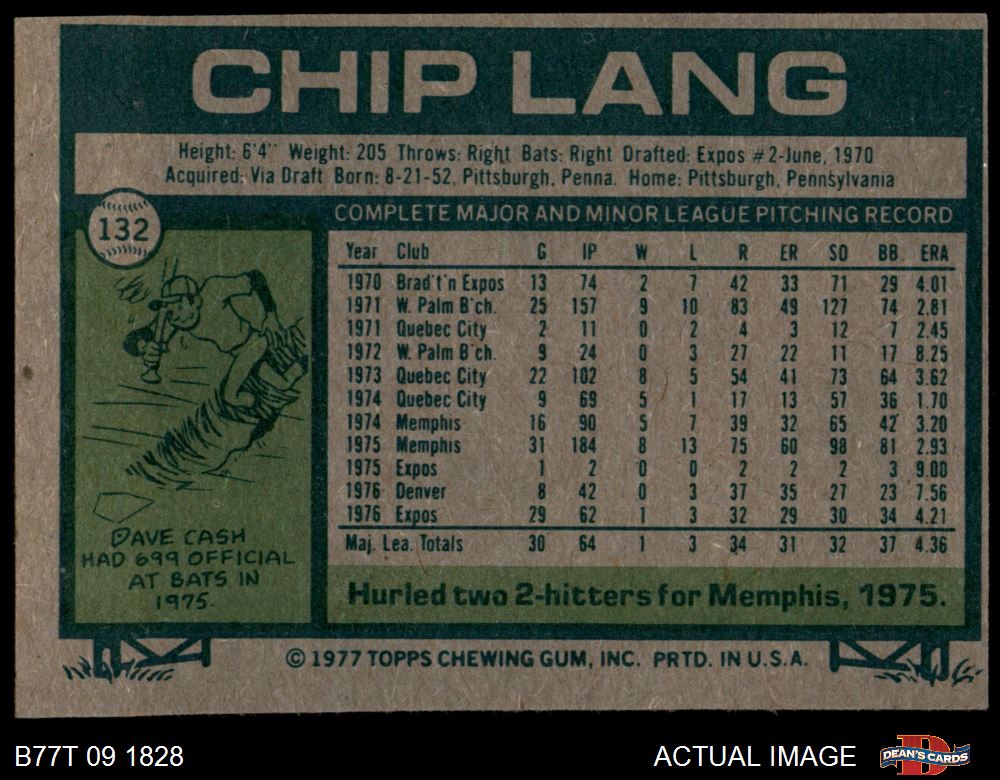 CHIP LANG
Height: 6'4" Weight: 205 Throws: Right Bats: Right Drafted: Expos #2-June, 1970
Acquired: Via Draft Born: 8-21-52, Pittsburgh, Penna. Home: Pittsburgh, Pennsylvania
132
COMPLETE MAJOR AND MINOR LEAGUE PITCHING RECORD
Year Club G IP W L R ER SO BB ERA
1970 Brad't'n Expos 13 74 2 7 42 33 71 29 4.01
1971 W. Palm B'ch. 25 157 9 10 83 49 127 74 2.81
1971 Quebec City 2 11 0 2 4 3 12 7 2.45
1972 W. Palm B'ch. 9 24 0 3 27 22 11 17 8.25
1973 Quebec City 22 102 8 5 54 41 73 64 3.62
1974 Quebec City 9 69 5 1 17 13 57 36 1.70
1974 Memphis 16 90 5 7 39 32 65 42 3.20
1975 Memphis 31 184 8 13 75 60 98 81 2.93
1975 Expos 1 2 0 0 2 2 2 3 9.00
1976 Denver 8 42 0 3 37 35 27 23 7.56
1976 Expos 29 62 1 3 32 29 30 34 4.21
Maj. Lea. Totals 30 64 1 3 34 31 32 37 4.36
Hurled two 2-hitters for Memphis, 1975.
DAVE CASH
HAD 699 OFFICIAL
AT BATS IN
1975.
© 1977 TOPPS CHEWING GUM, INC. PRTD. IN U.S.A.
B77T 09 1828
ACTUAL IMAGE
DEAN'S CARDS